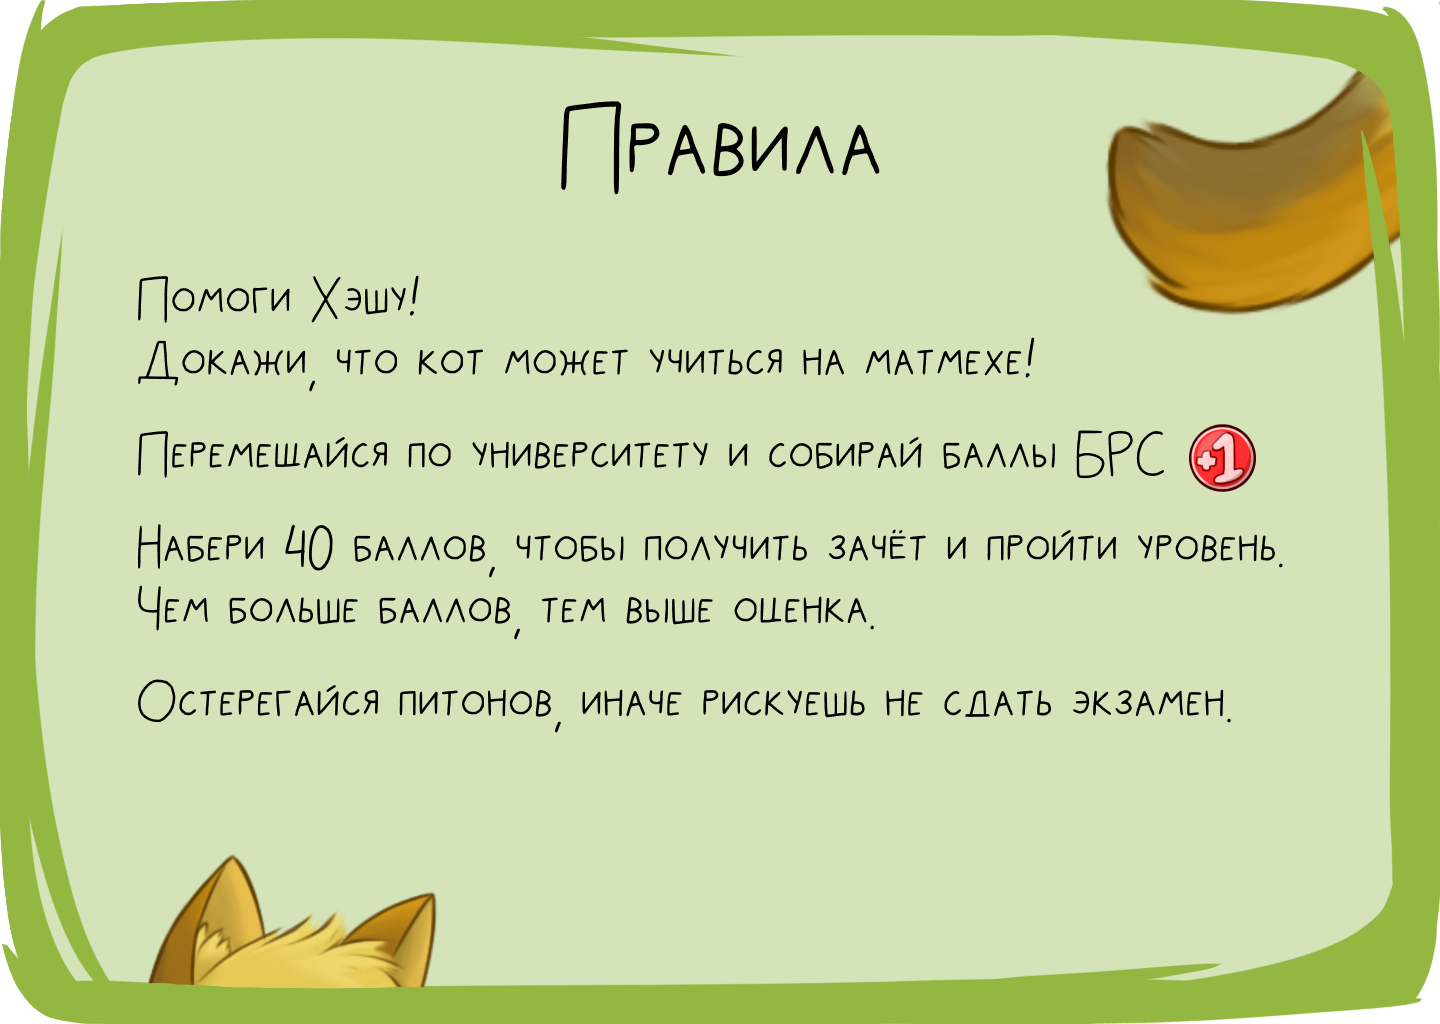 Правила
Помоги Хэшу!
Докажи, что кот может учиться на матмехе!
Перемещайся по университету и собирай баллы БРС +1
Набери 40 баллов, чтобы получить зачёт и пройти уровень.
Чем больше баллов, тем выше оценка.
Остерегайся питонов, иначе рискуешь не сдать экзамен.